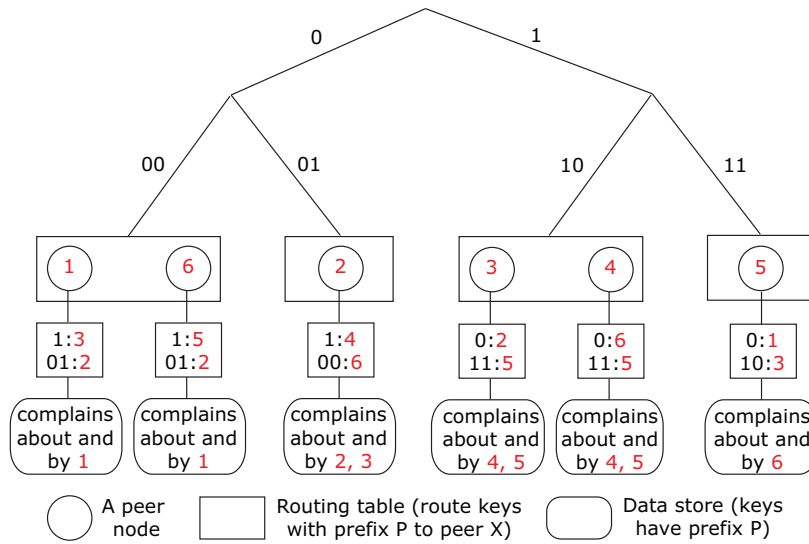 0
1
00
01
10
11
1
6
2
3
4
5
1:3
01:2
1:5
01:2
1:4
00:6
0:2
11:5
0:6
11:5
0:1
10:3
complains
about and
by 1
complains
about and
by 1
complains
about and
by 2, 3
complains
about and
by 4, 5
complains
about and
by 4, 5
complains
about and
by 6
A peer
node
Routing table (route keys
with prefix P to peer X)
Data store (keys
have prefix P)